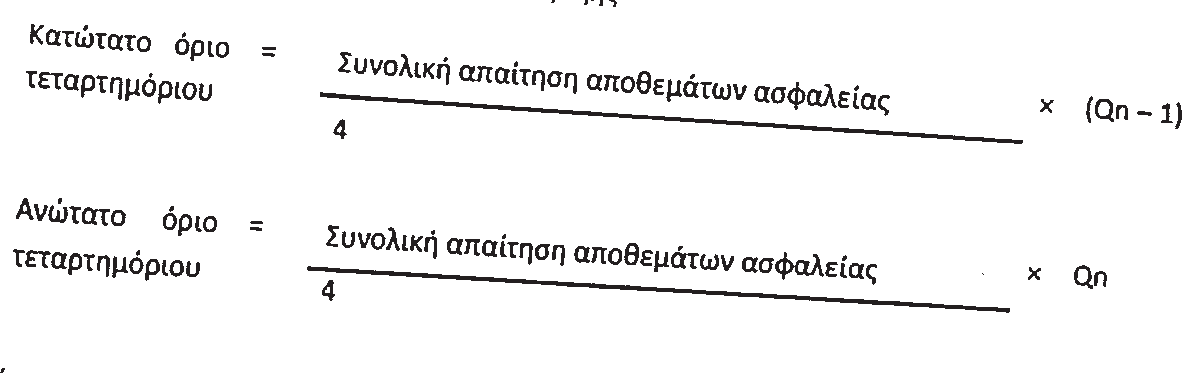 Κατώτατο όριο = Συνολική απαίτηση αποθεμάτων ασφαλείας × (Qn – 1)
τεταρτημόριου 4
Ανώτατο όριο = Συνολική απαίτηση αποθεμάτων ασφαλείας × Qn
τεταρτημόριου 4